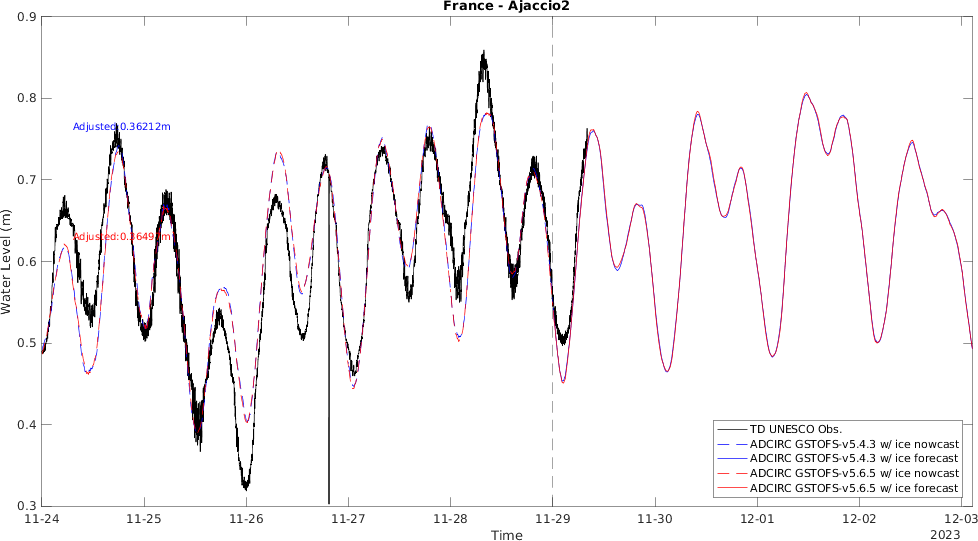 France - Ajaccio2
Water Level (m)
0.9
0.8
0.7
0.6
0.5
0.4
0.3
Adjusted:0.36212m
TD UNESCO Obs.
ADCIRC GSTOFS-v5.4.3 w/ ice nowcast
ADCIRC GSTOFS-v5.4.3 w/ ice forecast
ADCIRC GSTOFS-v5.6.5 w/ ice nowcast
ADCIRC GSTOFS-v5.6.5 w/ ice forecast
11-24 11-25 11-26 11-27 11-28 11-29 11-30 12-01 12-02 12-03
Time
2023